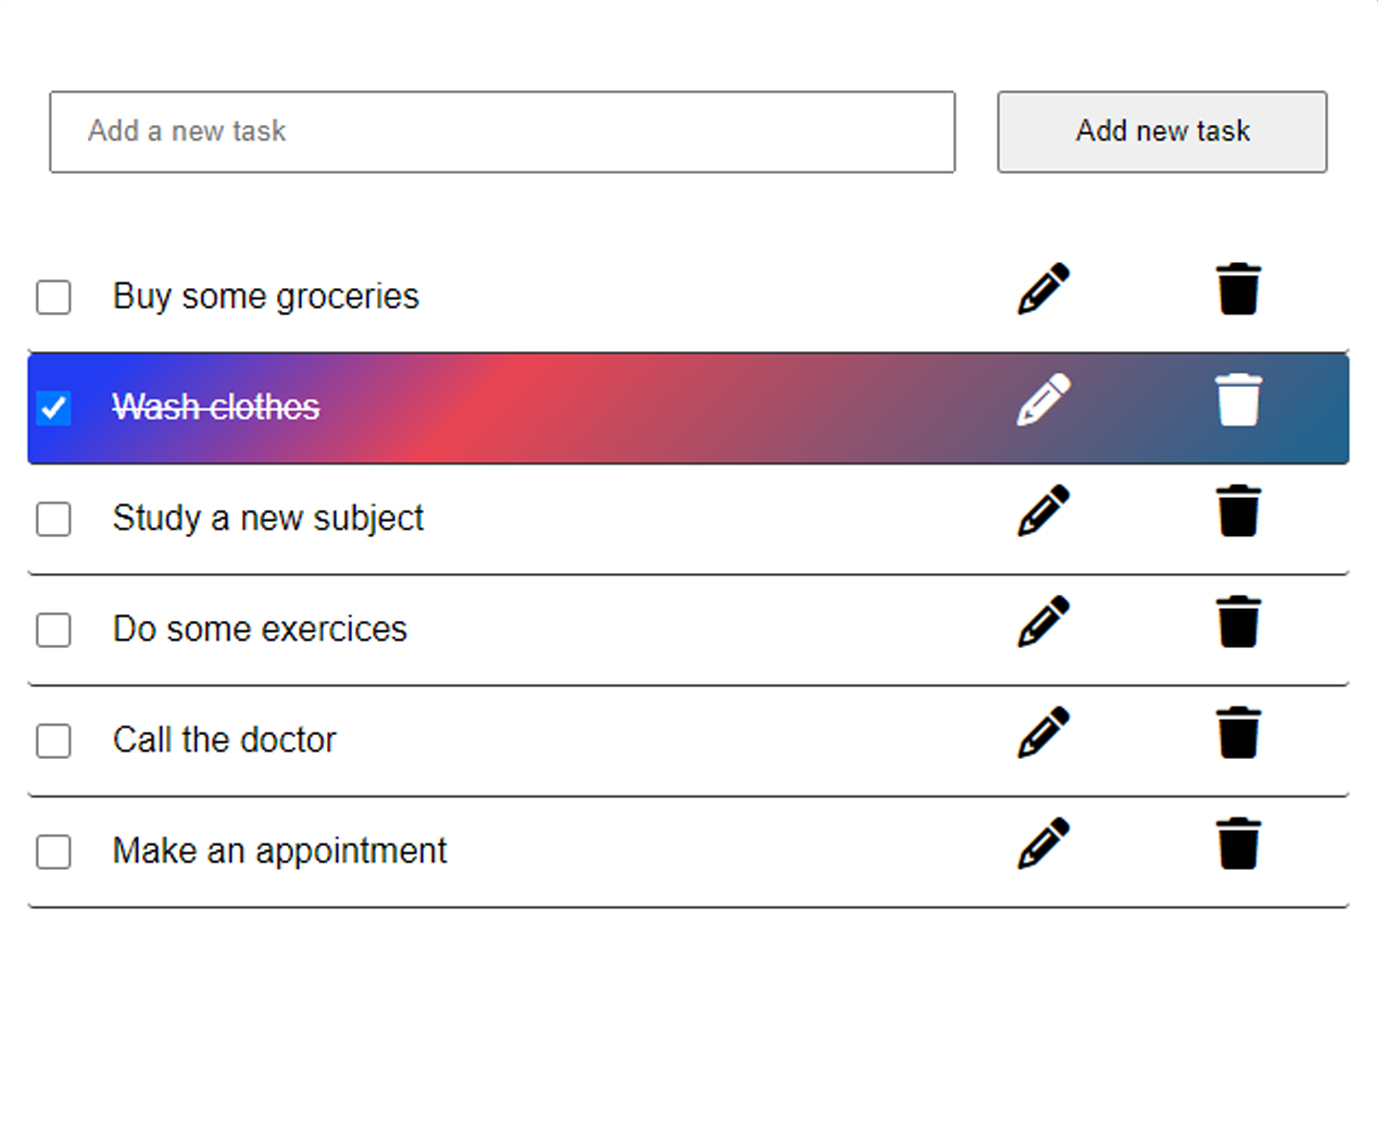 Add a new task
Add new task
Buy some groceries
Wash clothes
Study a new subject
Do some exercices
Call the doctor
Make an appointment